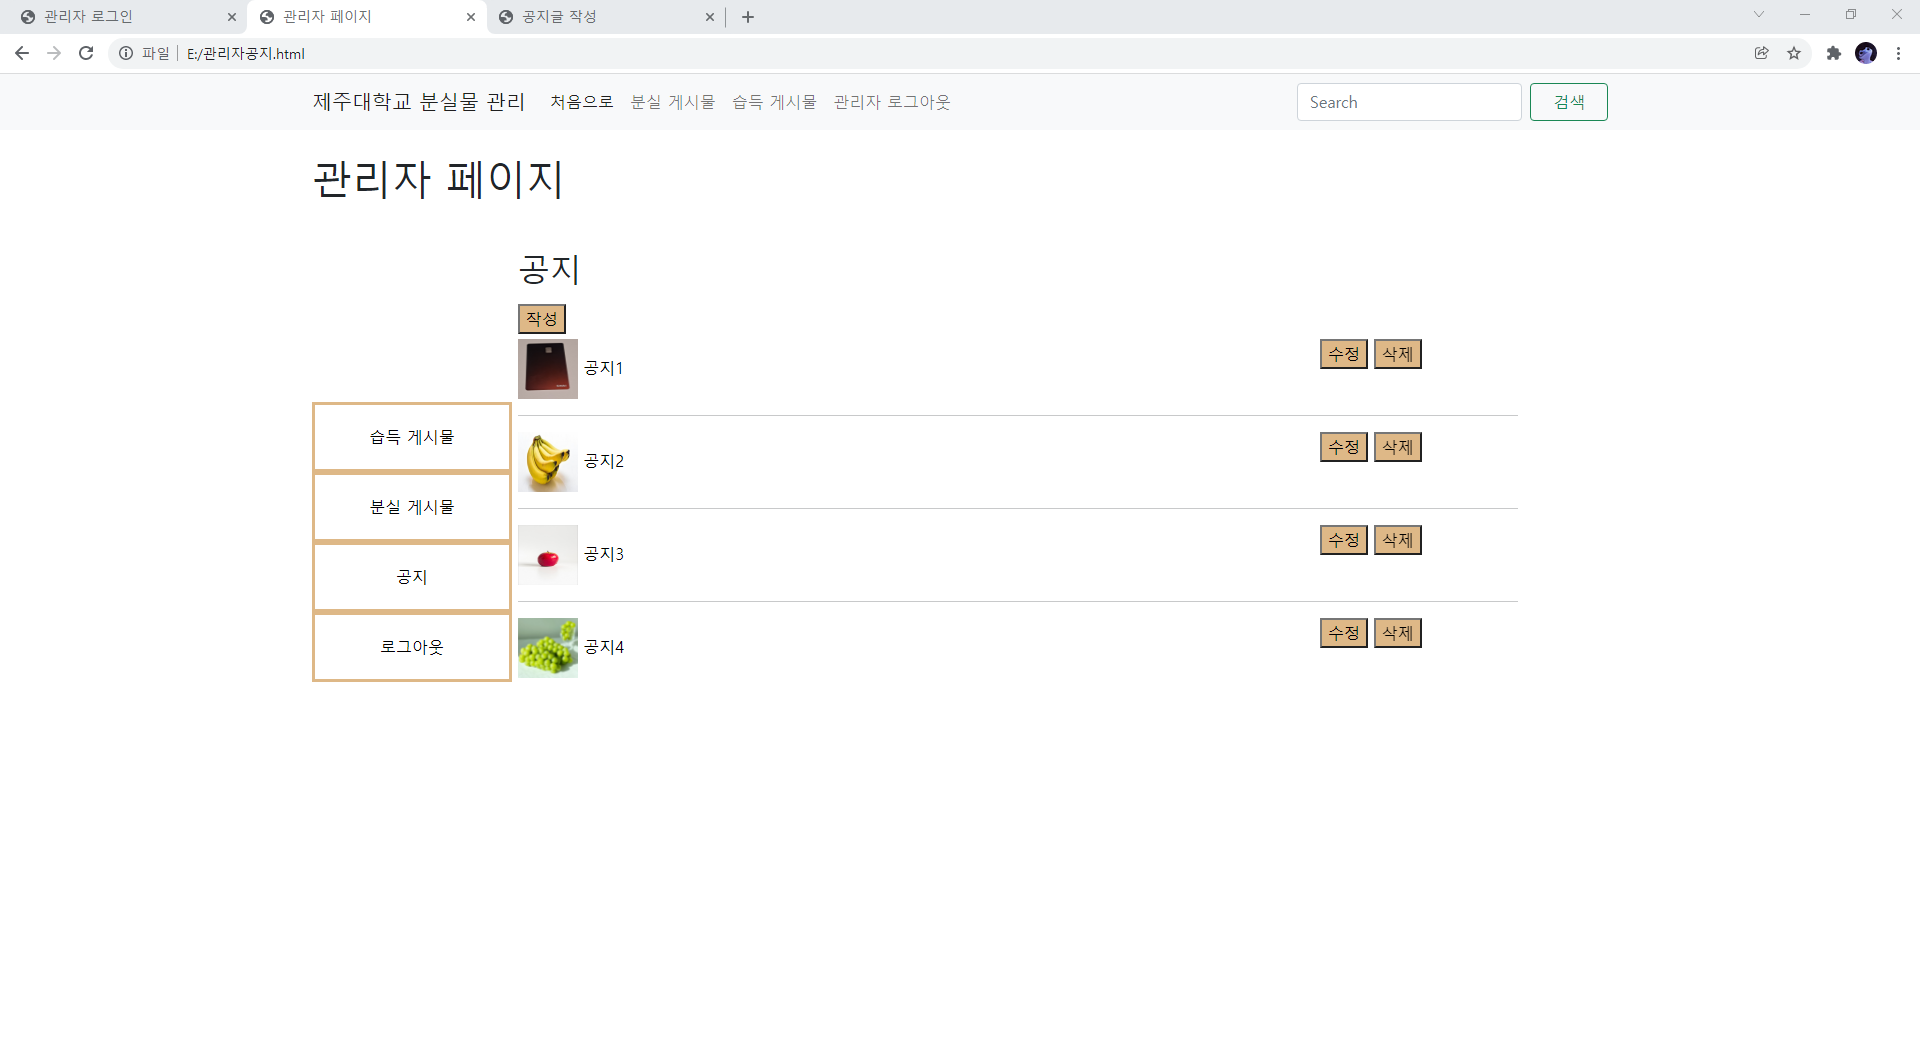 관리자 로그인
관리자 페이지
공지글 작성
파일 E:/관리자공지.html
제주대학교 분실물 관리 처음으로 분실 게시물 습득 게시물 관리자 로그아웃 Search 검색
관리자 페이지
공지
작성
공지1 수정 삭제
습득 게시물
공지2 수정 삭제
분실 게시물
공지3 수정 삭제
공지
공지4 수정 삭제
로그아웃